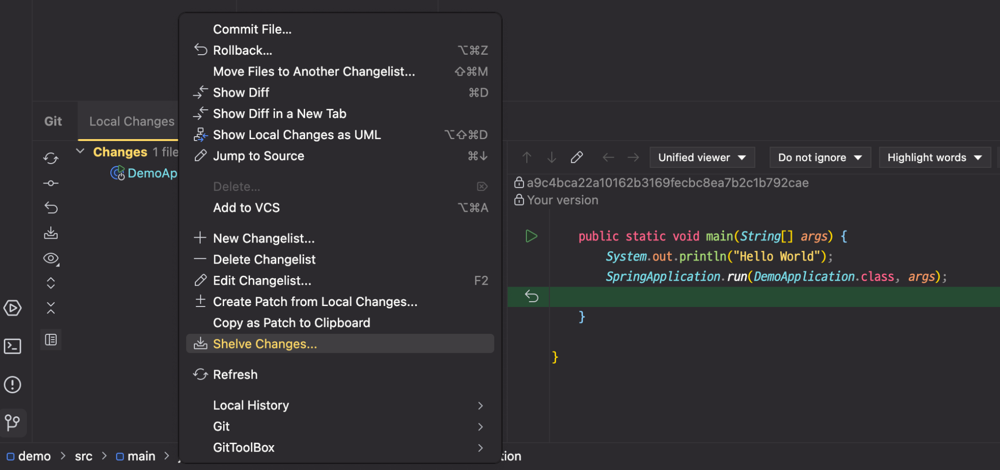 Commit File...
Rollback... ⌥⌘Z
Move Files to Another Changelist... ⇧⌘M
Show Diff ⌘D
Show Diff in a New Tab
Show Local Changes as UML ⌥⇧⌘D
Jump to Source ⌘↓
Delete... ⌦
Add to VCS ⌥⌘A
New Changelist...
Delete Changelist
Edit Changelist... F2
Create Patch from Local Changes...
Copy as Patch to Clipboard
Shelve Changes...
Refresh
Local History
Git
GitToolBox
Git Local Changes
Changes 1 file
DemoAp
Unified viewer Do not ignore Highlight words
a9c4bca22a10162b3169fecbc8ea7b2c1b792cae
Your version
public static void main(String[] args) {
System.out.println("Hello World");
SpringApplication.run(DemoApplication.class, args);
}
}
demo > src > main > tion